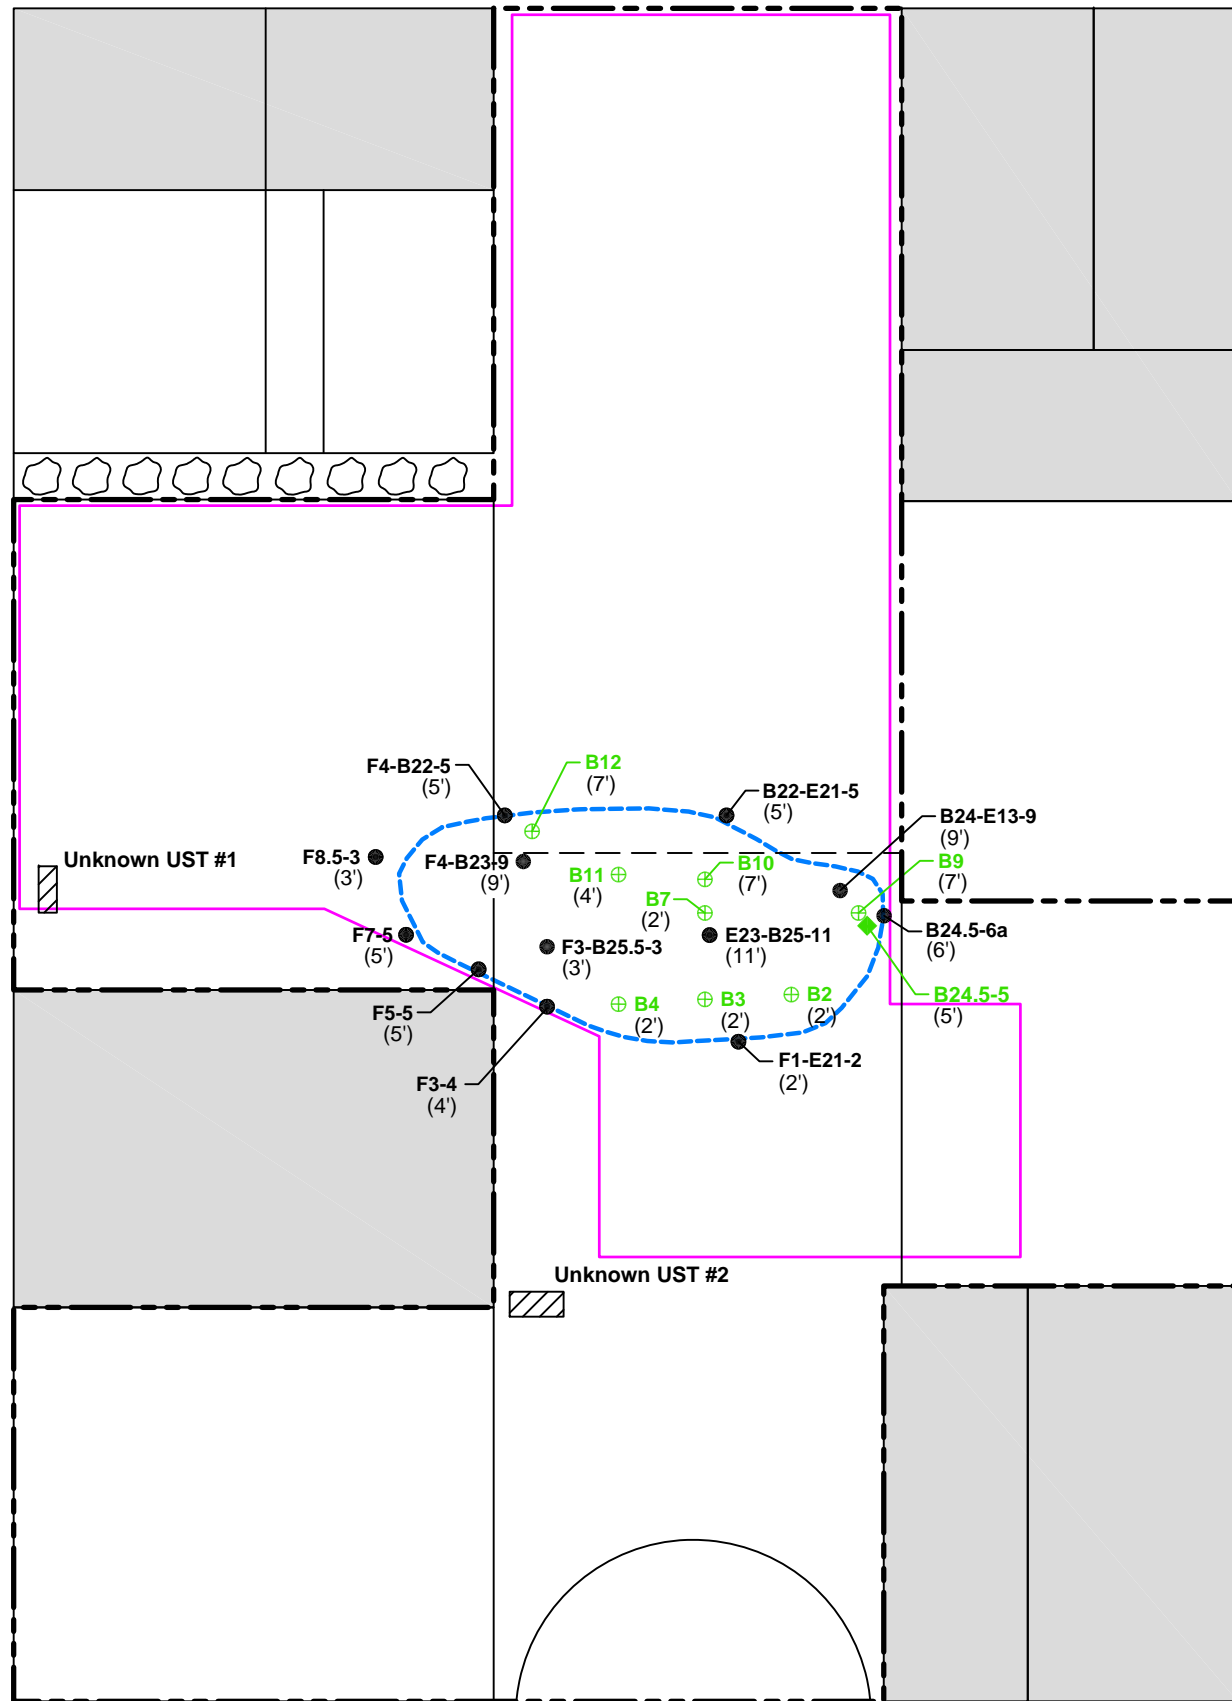 F4-B22-5
(5')
B12
(7')
B22-E21-5
(5')
B24-E13-9
(9')
Unknown UST #1
F8.5-3
(3')
F4-B23-9
(9')
B11
(4')
B10
(7')
B9
(7')
B7
(2')
F7-5
(5')
F3-B25.5-3
(3')
E23-B25-11
(11')
B24.5-6a
(6')
B24.5-5
(5')
F5-5
(5')
B4
(2')
B3
(2')
B2
(2')
F1-E21-2
(2')
F3-4
(4')
Unknown UST #2